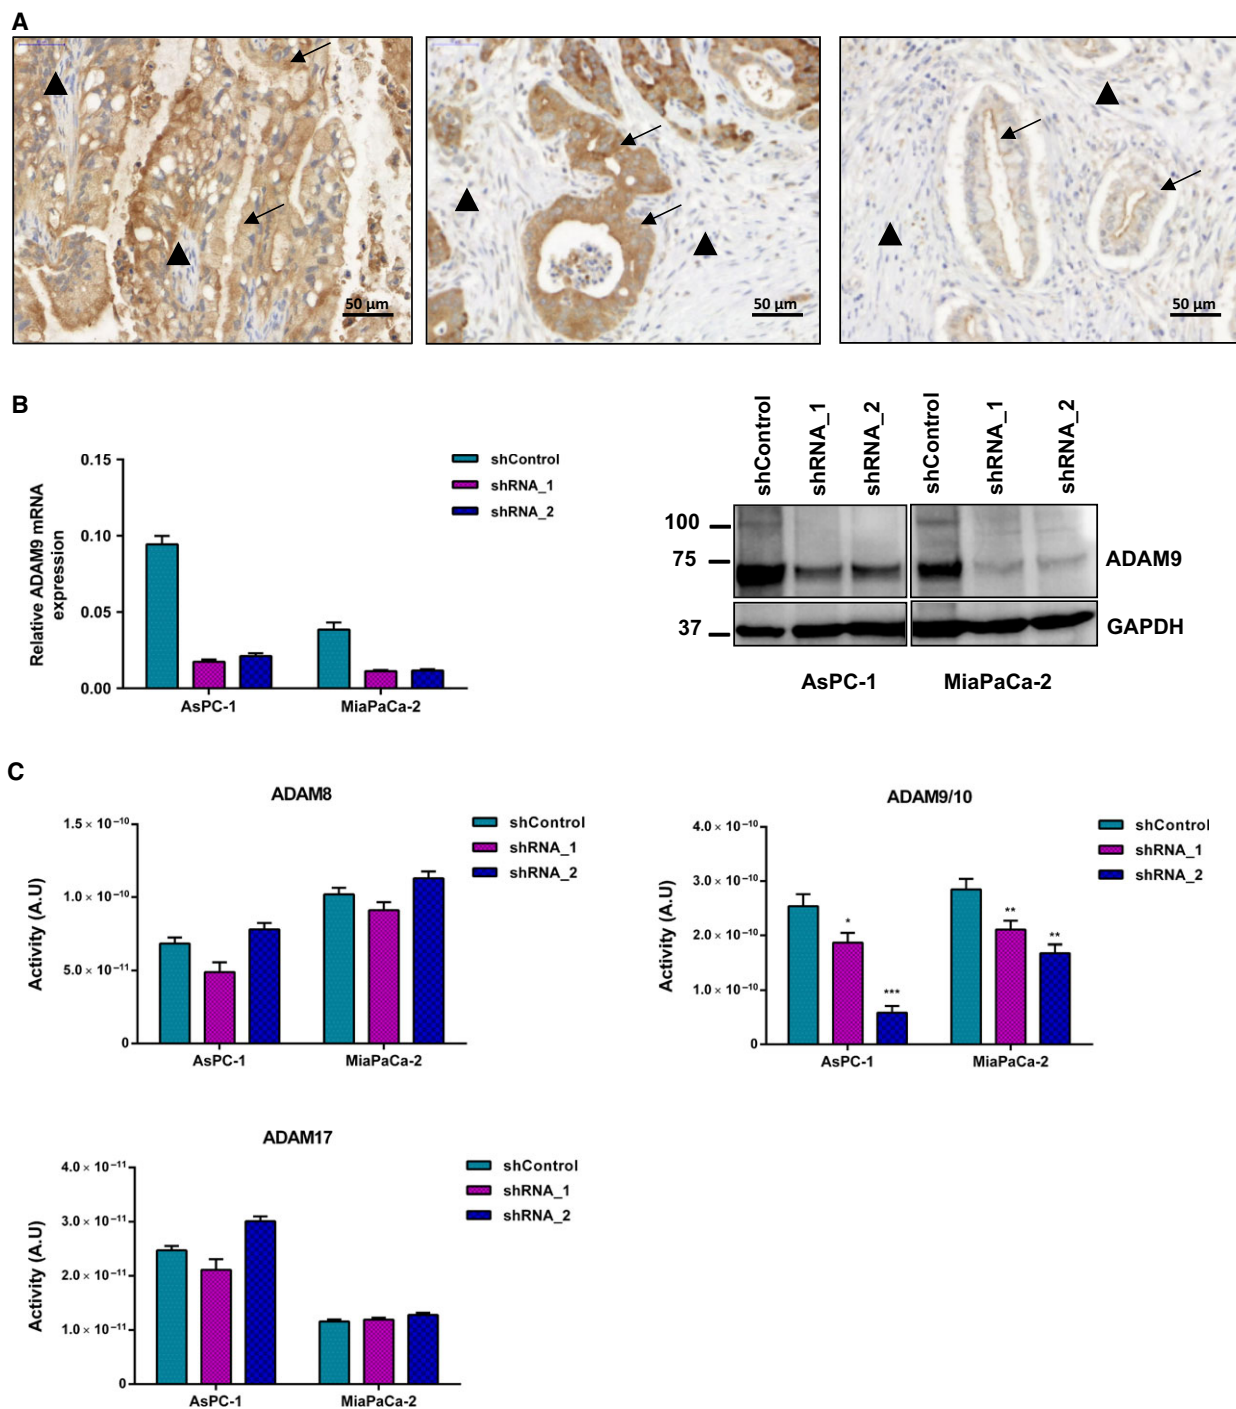 A
50 µm
50 µm
50 µm
B
Relative ADAM9 mRNA
expression
0.15
0.10
0.05
0.00
AsPC-1
MiaPaCa-2
shControl
shRNA_1
shRNA_2
shControl
shRNA_1
shRNA_2
shControl
shRNA_1
shRNA_2
100
75
37
ADAM9
GAPDH
AsPC-1
MiaPaCa-2
C
ADAM8
Activity (A.U)
1.5 × 10⁻¹⁰
1.0 × 10⁻¹⁰
5.0 × 10⁻¹¹
0
AsPC-1
MiaPaCa-2
shControl
shRNA_1
shRNA_2
ADAM9/10
Activity (A.U)
4.0 × 10⁻¹⁰
3.0 × 10⁻¹⁰
2.0 × 10⁻¹⁰
1.0 × 10⁻¹⁰
0
*
***
**
**
AsPC-1
MiaPaCa-2
shControl
shRNA_1
shRNA_2
ADAM17
Activity (A.U)
4.0 × 10⁻¹¹
3.0 × 10⁻¹¹
2.0 × 10⁻¹¹
1.0 × 10⁻¹¹
0
AsPC-1
MiaPaCa-2
shControl
shRNA_1
shRNA_2